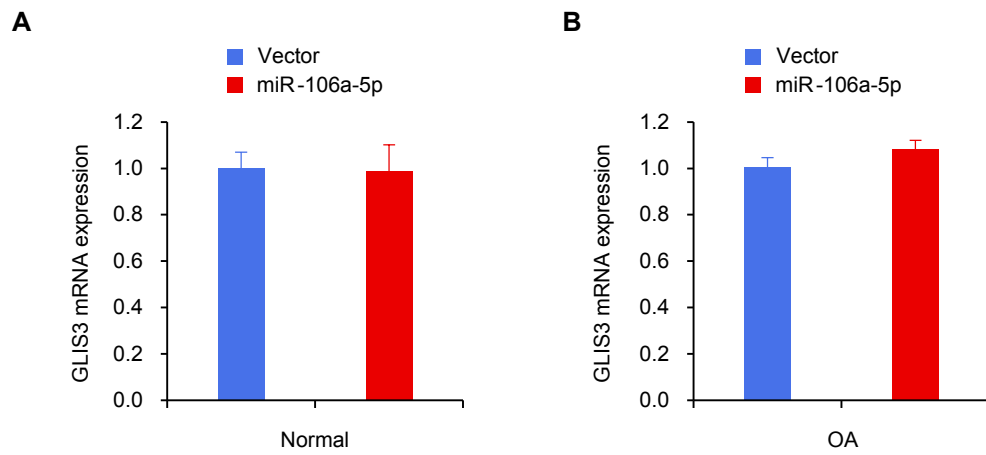 A
Vector
miR-106a-5p
GLIS3 mRNA expression
1.2
1.0
0.8
0.6
0.4
0.2
0.0
Normal
B
Vector
miR-106a-5p
GLIS3 mRNA expression
1.2
1.0
0.8
0.6
0.4
0.2
0.0
OA